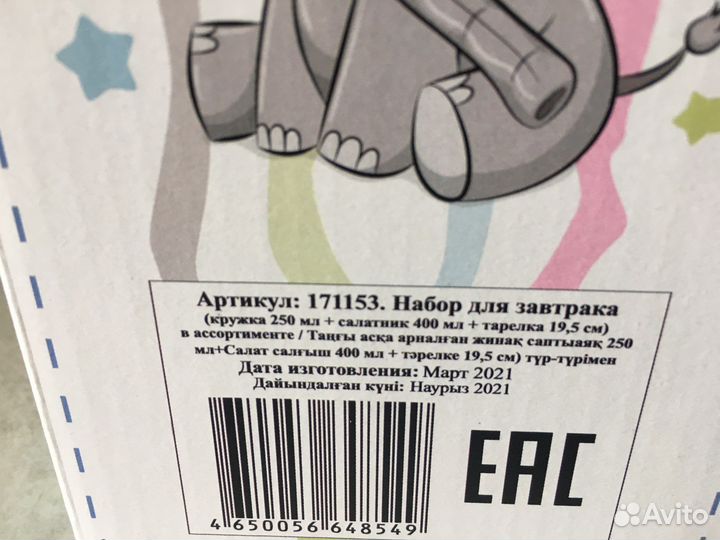 Артикул: 171153. Набор для завтрака
(кружка 250 мл + салатник 400 мл + тарелка 19,5 см)
в ассортименте / Таңғы асқа арналған жинақ саптыаяқ 250
мл+Салат салғыш 400 мл + тәрелке 19,5 см) түр-түрімен
Дата изготовления: Март 2021
Дайындалған күні: Наурыз 2021
EAC
4 650056 648549
Avito